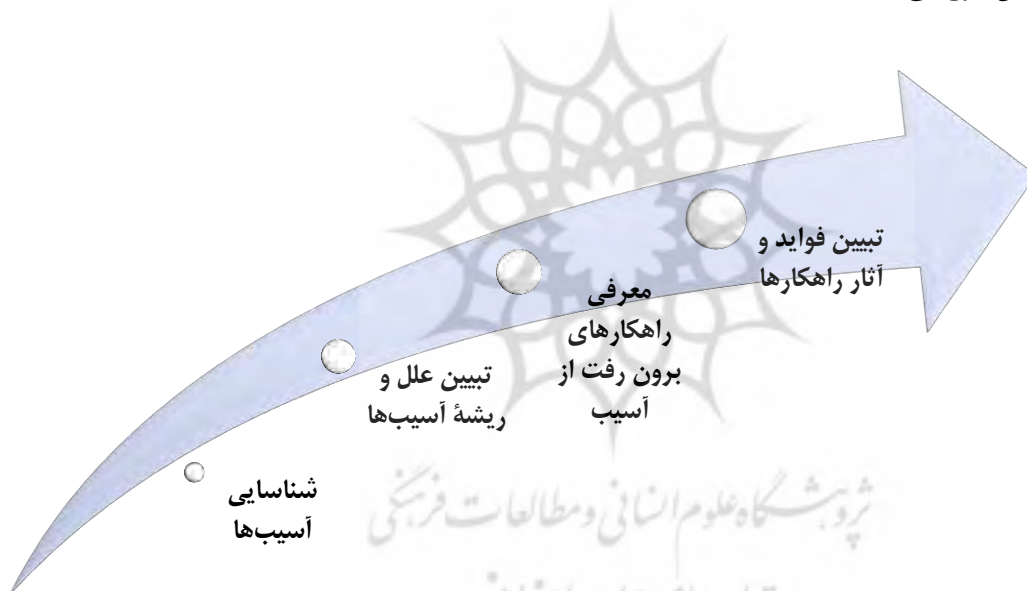 تبیین فواید و
آثار راهکارها
معرفی
راهکارهای
برون رفت از
آسیب
تبیین علل و
ریشهٔ آسیب‌ها
شناسایی
آسیب‌ها
پژوهشگاه علوم انسانی و مطالعات فرهنگی